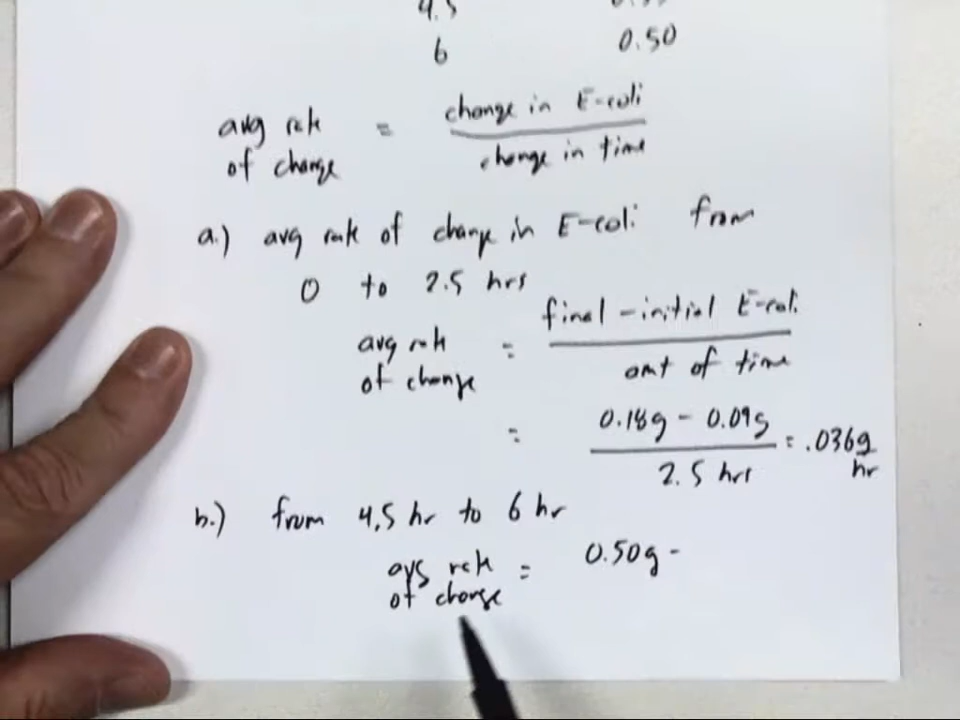 4.5
6 0.50
avg rate of change = change in E-coli
change in time
a.) avg rate of change in E-coli from
0 to 2.5 hrs
avg rate of change = final - initial E-coli
amt of time
= 0.18g - 0.09g = .036g
2.5 hrs hr
b.) from 4.5 hr to 6 hr
avg rate of change = 0.50g -